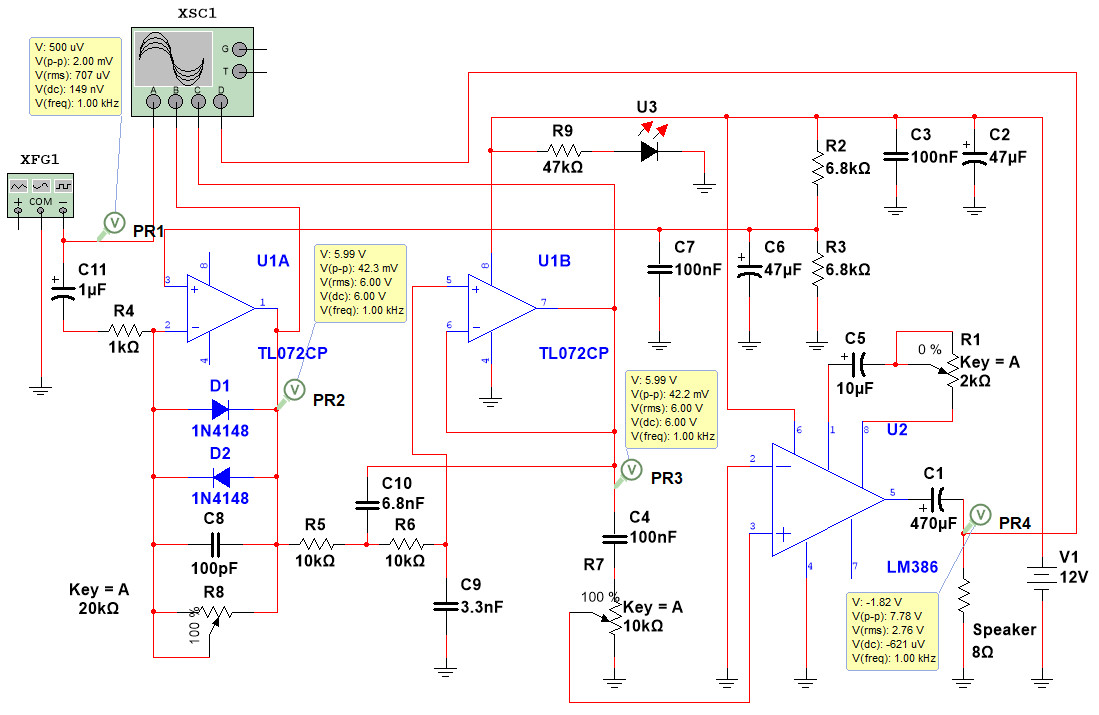 XSC1
G
T
A B C D
V: 500 uV
V(p-p): 2.00 mV
V(rms): 707 uV
V(dc): 149 nV
V(freq): 1.00 kHz
PR1
XFG1
+ COM −
U3
R9
47kΩ
R2
6.8kΩ
C3
100nF
+
C2
47µF
+
C11
1µF
R4
1kΩ
U1A
8
3
+
2
−
1
4
TL072CP
V: 5.99 V
V(p-p): 42.3 mV
V(rms): 6.00 V
V(dc): 6.00 V
V(freq): 1.00 kHz
PR2
U1B
8
5
+
6
−
7
4
TL072CP
C7
100nF
+
C6
47µF
R3
6.8kΩ
+
C5
10µF
0 %
R1
Key = A
2kΩ
D1
1N4148
D2
1N4148
C8
100pF
Key = A
20kΩ
R8
100 %
R5
10kΩ
R6
10kΩ
C10
6.8nF
C9
3.3nF
V: 5.99 V
V(p-p): 42.2 mV
V(rms): 6.00 V
V(dc): 6.00 V
V(freq): 1.00 kHz
PR3
C4
100nF
R7
100 %
Key = A
10kΩ
U2
6
1
8
2
−
3
+
5
4
7
LM386
C1
+
470µF
PR4
V: -1.82 V
V(p-p): 7.78 V
V(rms): 2.76 V
V(dc): -621 uV
V(freq): 1.00 kHz
Speaker
8Ω
V1
12V